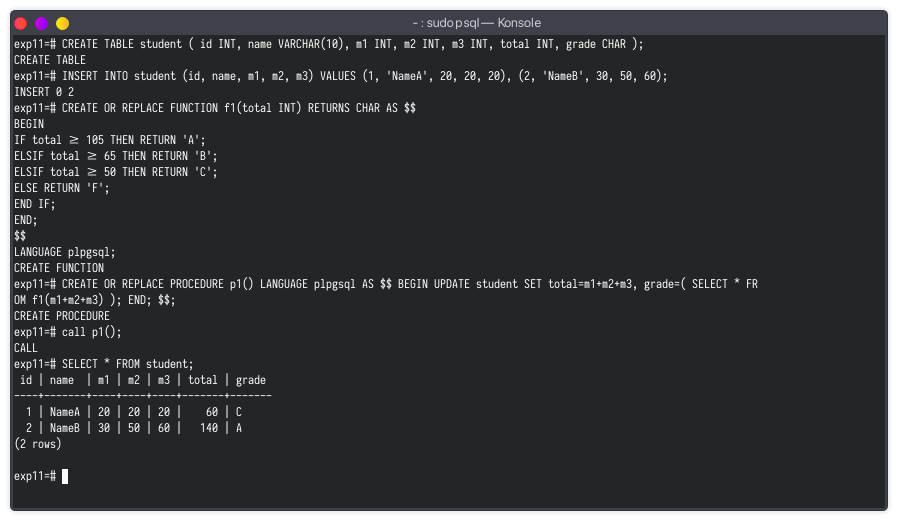 ~ : sudo psql — Konsole
exp11=# CREATE TABLE student ( id INT, name VARCHAR(10), m1 INT, m2 INT, m3 INT, total INT, grade CHAR );
CREATE TABLE
exp11=# INSERT INTO student (id, name, m1, m2, m3) VALUES (1, 'NameA', 20, 20, 20), (2, 'NameB', 30, 50, 60);
INSERT 0 2
exp11=# CREATE OR REPLACE FUNCTION f1(total INT) RETURNS CHAR AS $$
BEGIN
IF total ≥ 105 THEN RETURN 'A';
ELSIF total ≥ 65 THEN RETURN 'B';
ELSIF total ≥ 50 THEN RETURN 'C';
ELSE RETURN 'F';
END IF;
END;
$$
LANGUAGE plpgsql;
CREATE FUNCTION
exp11=# CREATE OR REPLACE PROCEDURE p1() LANGUAGE plpgsql AS $$ BEGIN UPDATE student SET total=m1+m2+m3, grade=( SELECT * FR
OM f1(m1+m2+m3) ); END; $$;
CREATE PROCEDURE
exp11=# call p1();
CALL
exp11=# SELECT * FROM student;
 id | name  | m1 | m2 | m3 | total | grade
----+-------+----+----+----+-------+-------
  1 | NameA | 20 | 20 | 20 |    60 | C
  2 | NameB | 30 | 50 | 60 |   140 | A
(2 rows)
exp11=#